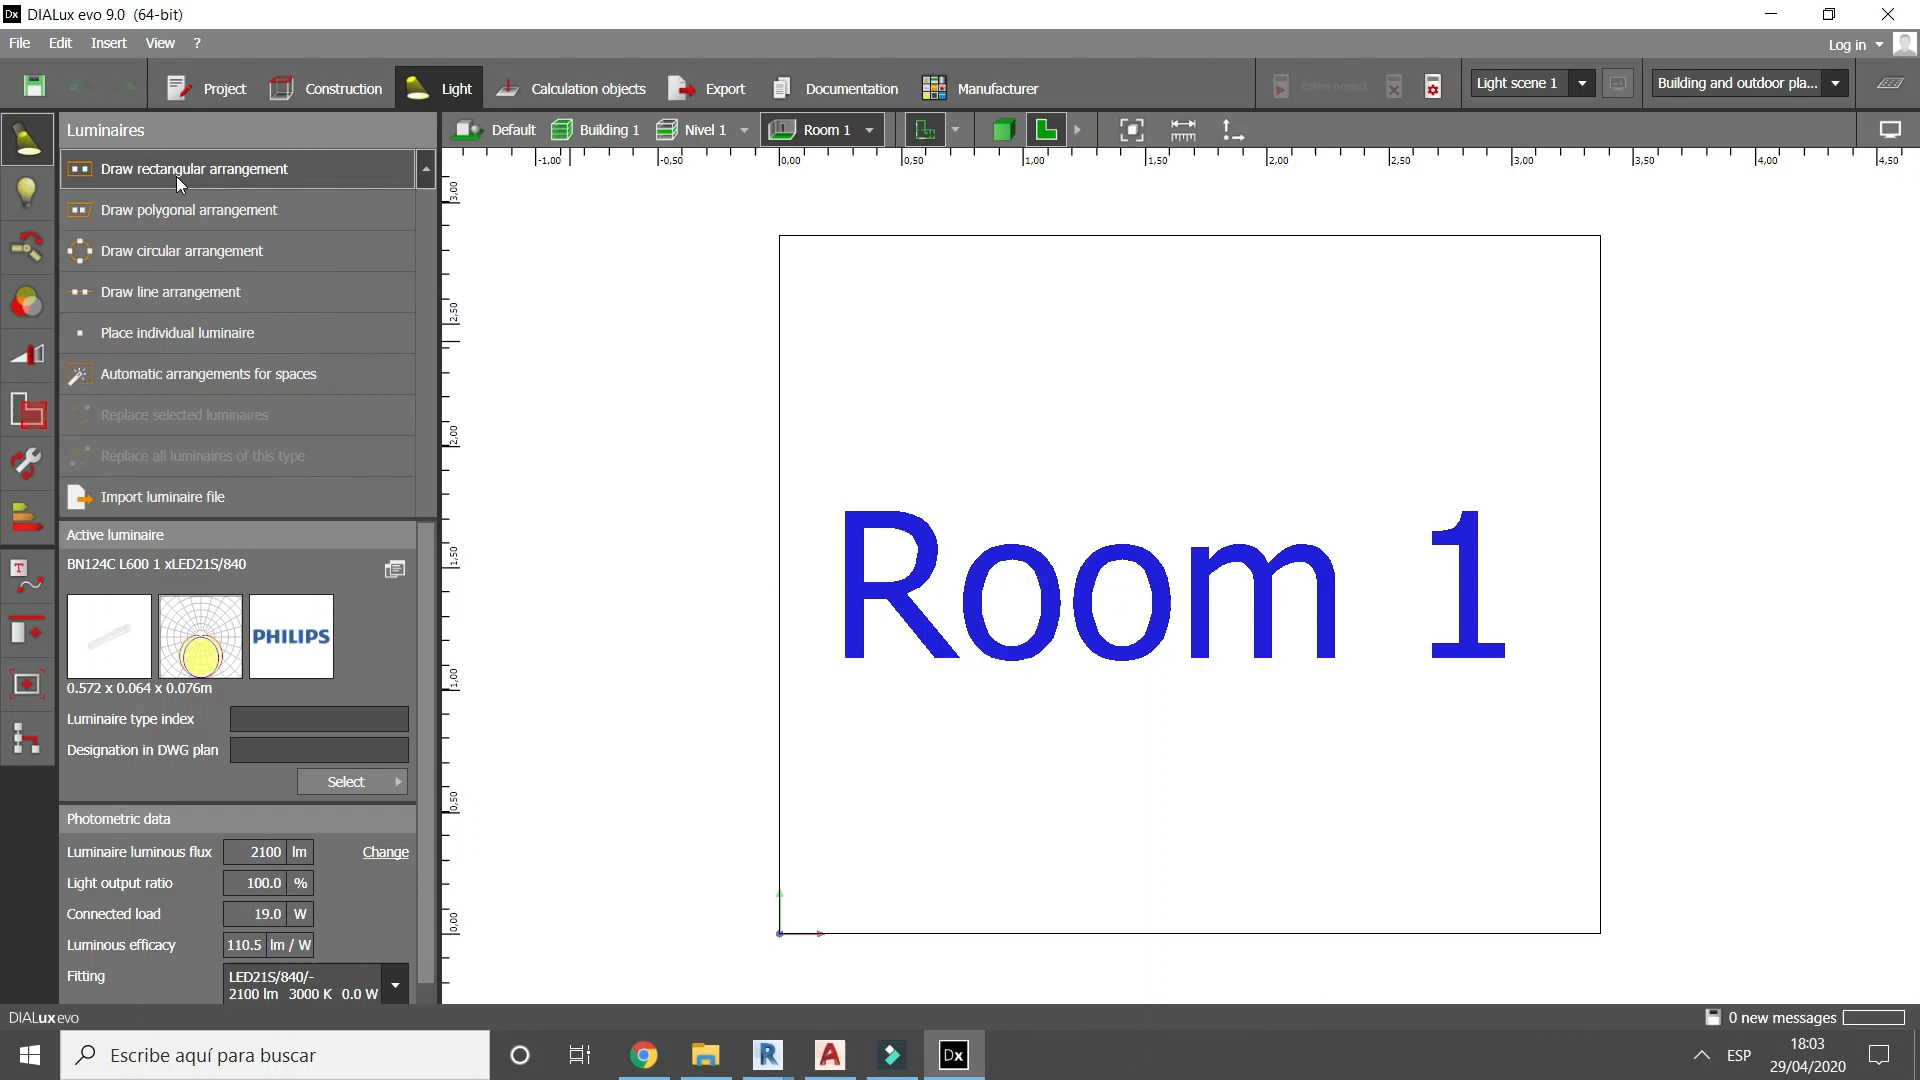 DIALux evo 9.0 (64-bit)
File Edit Insert View ?
Log in
Project Construction Light Calculation objects Export Documentation Manufacturer
Entire project
Light scene 1
Building and outdoor pla...
Luminaires
Default Building 1 Nivel 1 Room 1
-1,00 -0,50 0,00 0,50 1,00 1,50 2,00 2,50 3,00 3,50 4,00 4,50
Draw rectangular arrangement
Draw polygonal arrangement
Draw circular arrangement
Draw line arrangement
Place individual luminaire
Automatic arrangements for spaces
Replace selected luminaires
Replace all luminaires of this type
Import luminaire file
3,00
2,50
2,00
1,50
1,00
0,50
0,00
Room 1
Active luminaire
BN124C L600 1 xLED21S/840
PHILIPS
0.572 x 0.064 x 0.076m
Luminaire type index
Designation in DWG plan
Select
Photometric data
Luminaire luminous flux 2100 lm Change
Light output ratio 100.0 %
Connected load 19.0 W
Luminous efficacy 110.5 lm / W
Fitting LED21S/840/-
2100 lm 3000 K 0.0 W
DIALux evo
0 new messages
Escribe aquí para buscar
ESP
18:03
29/04/2020